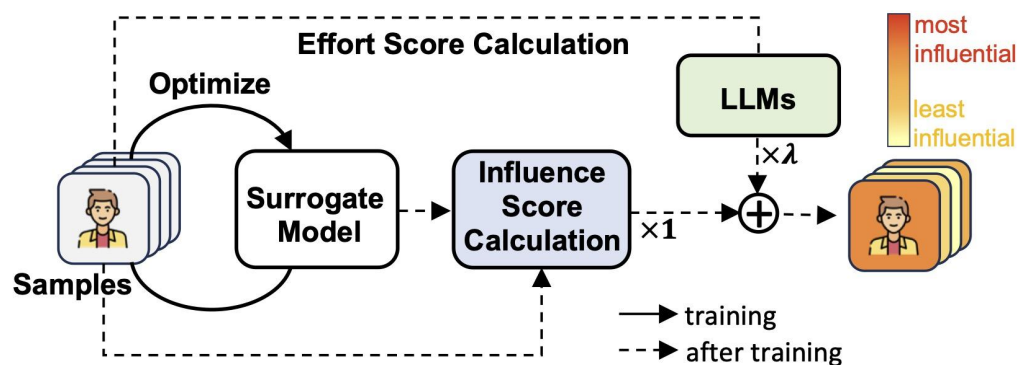 Effort Score Calculation
Optimize
Samples
Surrogate
Model
Influence
Score
Calculation
LLMs
×λ
×1
+
most
influential
least
influential
training
after training